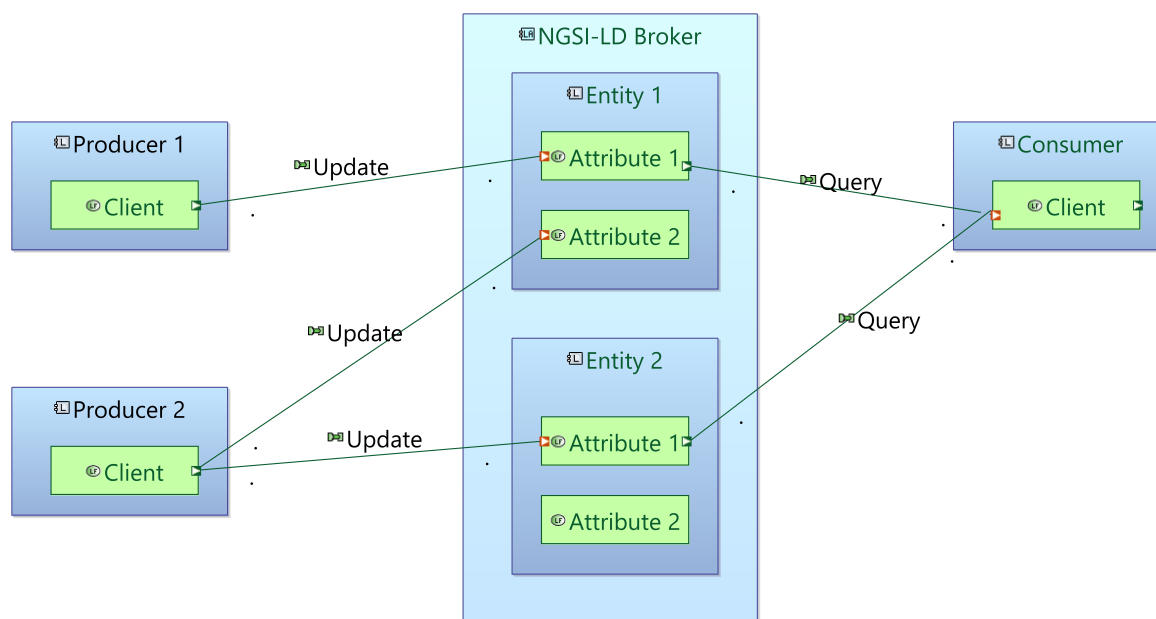 NGSI-LD Broker
Entity 1
Producer 1
Client
Update
Attribute 1
Attribute 2
Query
Consumer
Client
Update
Query
Entity 2
Producer 2
Client
Update
Attribute 1
Attribute 2